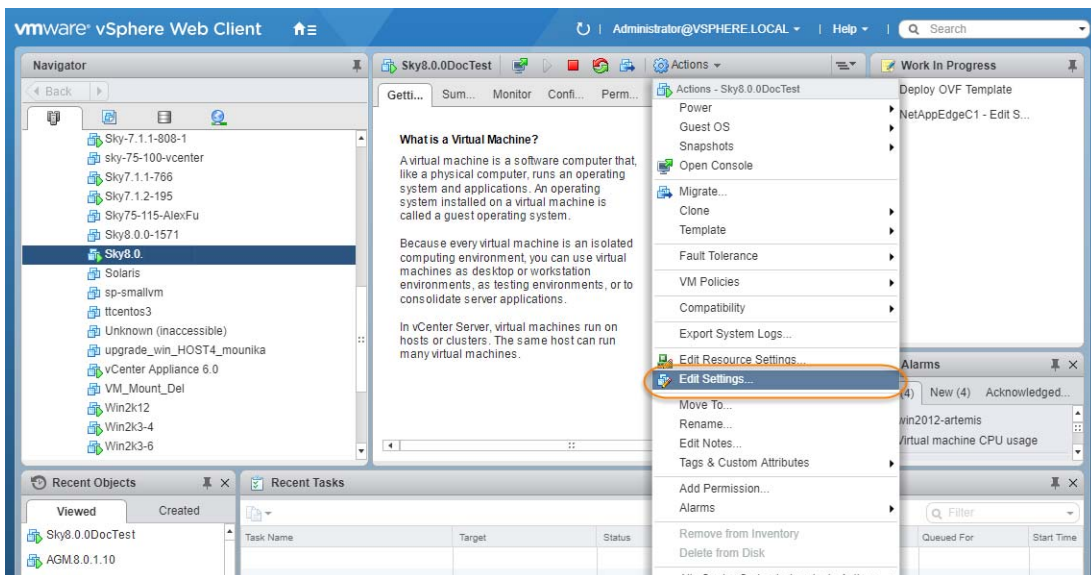 vmware® vSphere Web Client
Administrator@VSPHERE.LOCAL
Help
Search
Navigator
Back
Sky-7.1.1-808-1
sky-75-100-vcenter
Sky7.1.1-766
Sky7.1.2-195
Sky75-115-AlexFu
Sky8.0.0-1571
Sky8.0.
Solaris
sp-smallvm
ttcentos3
Unknown (inaccessible)
upgrade_win_HOST4_mounika
vCenter Appliance 6.0
VM_Mount_Del
Win2k12
Win2k3-4
Win2k3-6
Sky8.0.0DocTest
Actions
Getti...
Sum...
Monitor
Confi...
Perm...
What is a Virtual Machine?
A virtual machine is a software computer that,
like a physical computer, runs an operating
system and applications. An operating
system installed on a virtual machine is
called a guest operating system.
Because every virtual machine is an isolated
computing environment, you can use virtual
machines as desktop or workstation
environments, as testing environments, or to
consolidate server applications.
In vCenter Server, virtual machines run on
hosts or clusters. The same host can run
many virtual machines.
Actions - Sky8.0.0DocTest
Power
Guest OS
Snapshots
Open Console
Migrate...
Clone
Template
Fault Tolerance
VM Policies
Compatibility
Export System Logs...
Edit Resource Settings...
Edit Settings...
Move To...
Rename...
Edit Notes...
Tags & Custom Attributes
Add Permission...
Alarms
Remove from Inventory
Delete from Disk
Work In Progress
Deploy OVF Template
NetAppEdgeC1 - Edit S...
Alarms
(4)
New (4)
Acknowledged...
win2012-artemis
Virtual machine CPU usage
Recent Objects
Viewed
Created
Sky8.0.0DocTest
AGM.8.0.1.10
Recent Tasks
Filter
Task Name
Target
Status
Queued For
Start Time